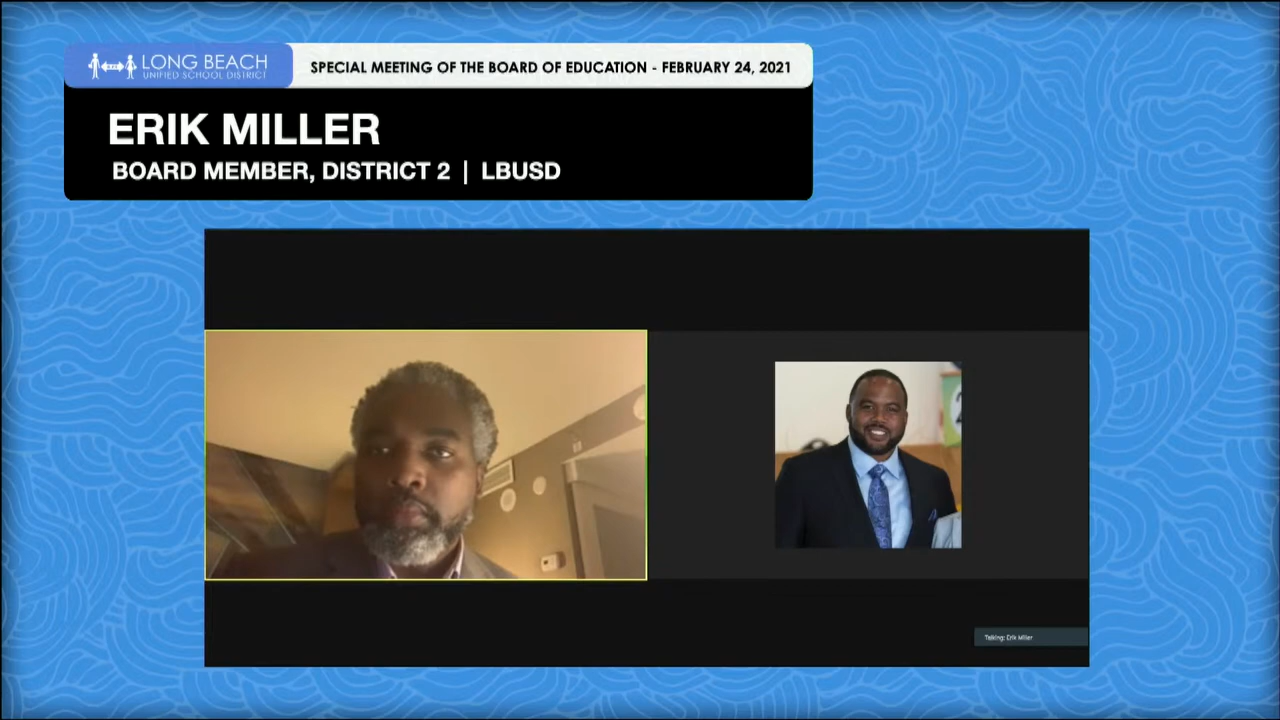 LONG BEACH
UNIFIED SCHOOL DISTRICT
SPECIAL MEETING OF THE BOARD OF EDUCATION - FEBRUARY 24, 2021
ERIK MILLER
BOARD MEMBER, DISTRICT 2 | LBUSD
Talking: Erik Miller